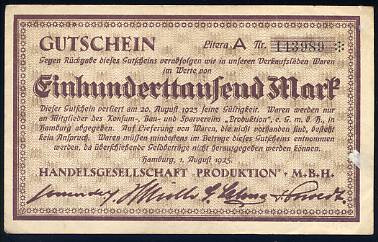 GUTSCHEIN Litera A Nr. 143989 ※
Gegen Rückgabe dieses Gutscheins verabfolgen wir in unseren Verkaufsläden Waren
im Werte von
Einhunderttausend Mark
Dieser Gutschein verliert am 20. August 1923 seine Gültigkeit. Waren werden nur
an Mitglieder des Konsum-, Bau- und Sparvereins „Produktion“, e. G. m. b. H., in
Hamburg abgegeben. Auf Lieferung von Waren, die nicht vorhanden sind, besteht
kein Anspruch. Waren müssen mindestens im Betrage dieses Gutscheins entnommen
werden, da überschießende Geldbeträge nicht herausgegeben werden können.
Hamburg, 1. August 1923.
HANDELSGESELLSCHAFT „PRODUKTION“ M.B.H.